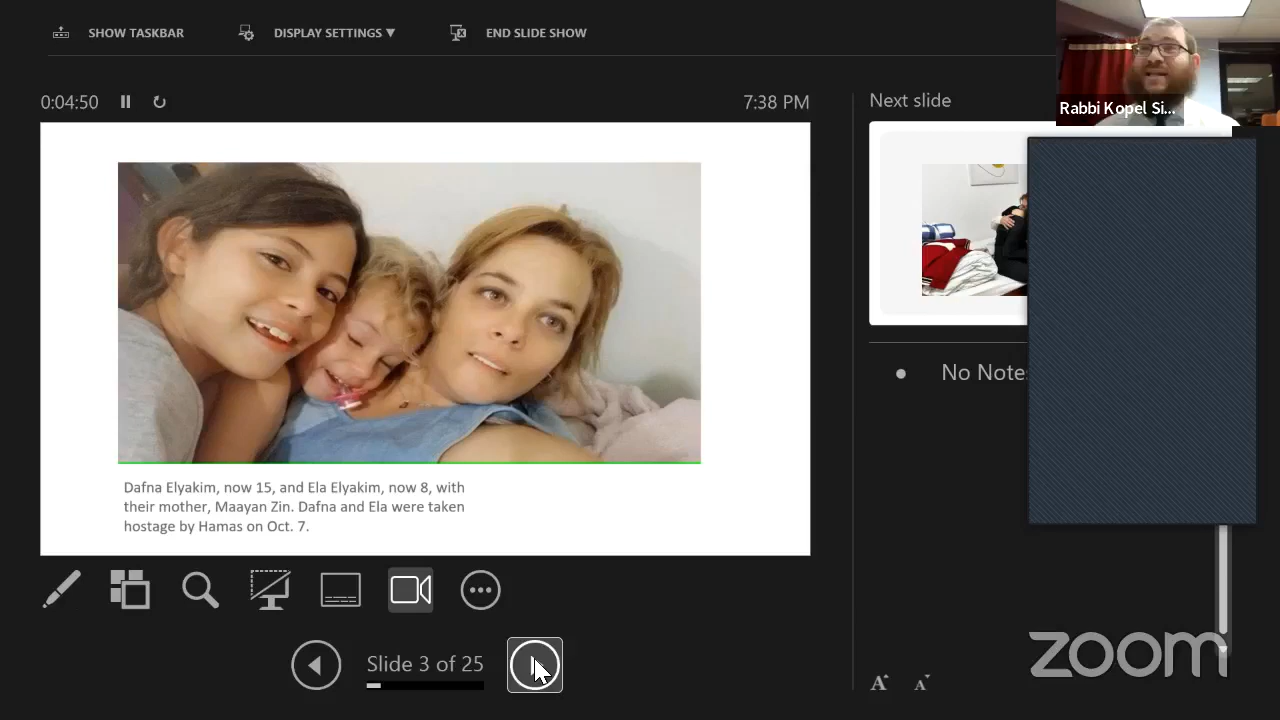 SHOW TASKBAR
DISPLAY SETTINGS ▼
END SLIDE SHOW
0:04:50
7:38 PM
Next slide
Rabbi Kopel Si...
Dafna Elyakim, now 15, and Ela Elyakim, now 8, with
their mother, Maayan Zin. Dafna and Ela were taken
hostage by Hamas on Oct. 7.
No Note
Slide 3 of 25
A A
zoom